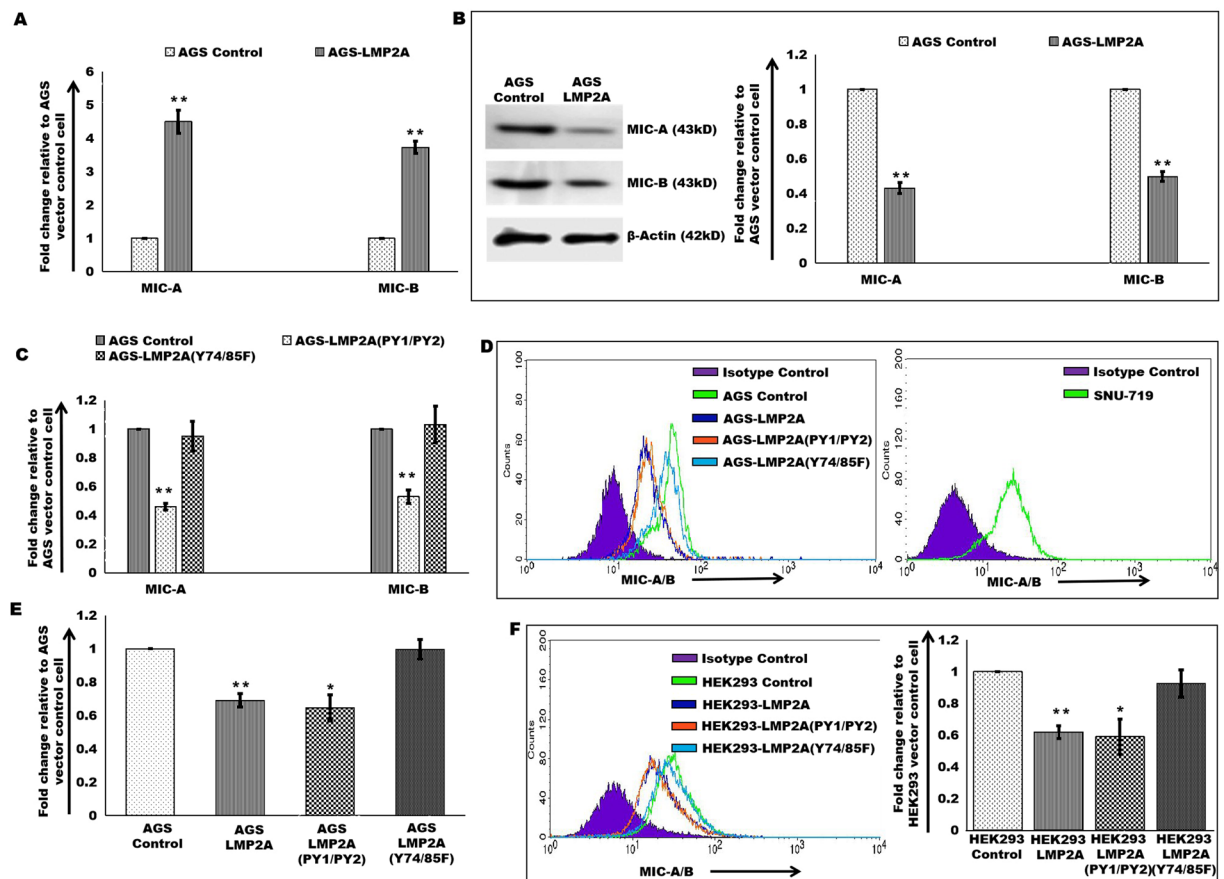 A
AGS Control
AGS-LMP2A
Fold change relative to AGS
vector control cell
6
5
4
3
2
1
0
**
**
MIC-A
MIC-B
B
AGS
Control
AGS
LMP2A
MIC-A (43kD)
MIC-B (43kD)
β-Actin (42kD)
AGS Control
AGS-LMP2A
Fold change relative to
AGS vector control cell
1.2
1
0.8
0.6
0.4
0.2
0
**
**
MIC-A
MIC-B
C
AGS Control
AGS-LMP2A(PY1/PY2)
AGS-LMP2A(Y74/85F)
Fold change relative to
AGS vector control cell
1.2
1
0.8
0.6
0.4
0.2
0
**
**
MIC-A
MIC-B
D
Counts
100
80
60
40
20
0
Isotype Control
AGS Control
AGS-LMP2A
AGS-LMP2A(PY1/PY2)
AGS-LMP2A(Y74/85F)
10⁰
10¹
10²
10³
10⁴
MIC-A/B
Counts
200
160
120
80
40
0
Isotype Control
SNU-719
10⁰
10¹
10²
10³
10⁴
MIC-A/B
E
Fold change relative to AGS
vector control cell
1.2
1
0.8
0.6
0.4
0.2
0
**
*
AGS
Control
AGS
LMP2A
AGS
LMP2A
(PY1/PY2)
AGS
LMP2A
(Y74/85F)
F
Counts
200
160
120
80
40
0
Isotype Control
HEK293 Control
HEK293-LMP2A
HEK293-LMP2A(PY1/PY2)
HEK293-LMP2A(Y74/85F)
10⁰
10¹
10²
10³
10⁴
MIC-A/B
Fold change relative to
HEK293 vector control cell
1.2
1
0.8
0.6
0.4
0.2
0
**
*
HEK293
Control
HEK293
LMP2A
HEK293
LMP2A
(PY1/PY2)
HEK293
LMP2A
(Y74/85F)